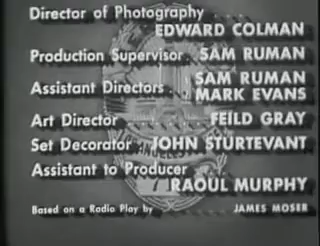 Director of Photography .
EDWARD COLMAN
Production Supervisor . SAM RUMAN
SAM RUMAN
Assistant Directors . .
MARK EVANS
Art Director FEILD GRAY
Set Decorator . JOHN STURTEVANT
Assistant to Producer
RAOUL MURPHY
Based on a Radio Play by JAMES MOSER